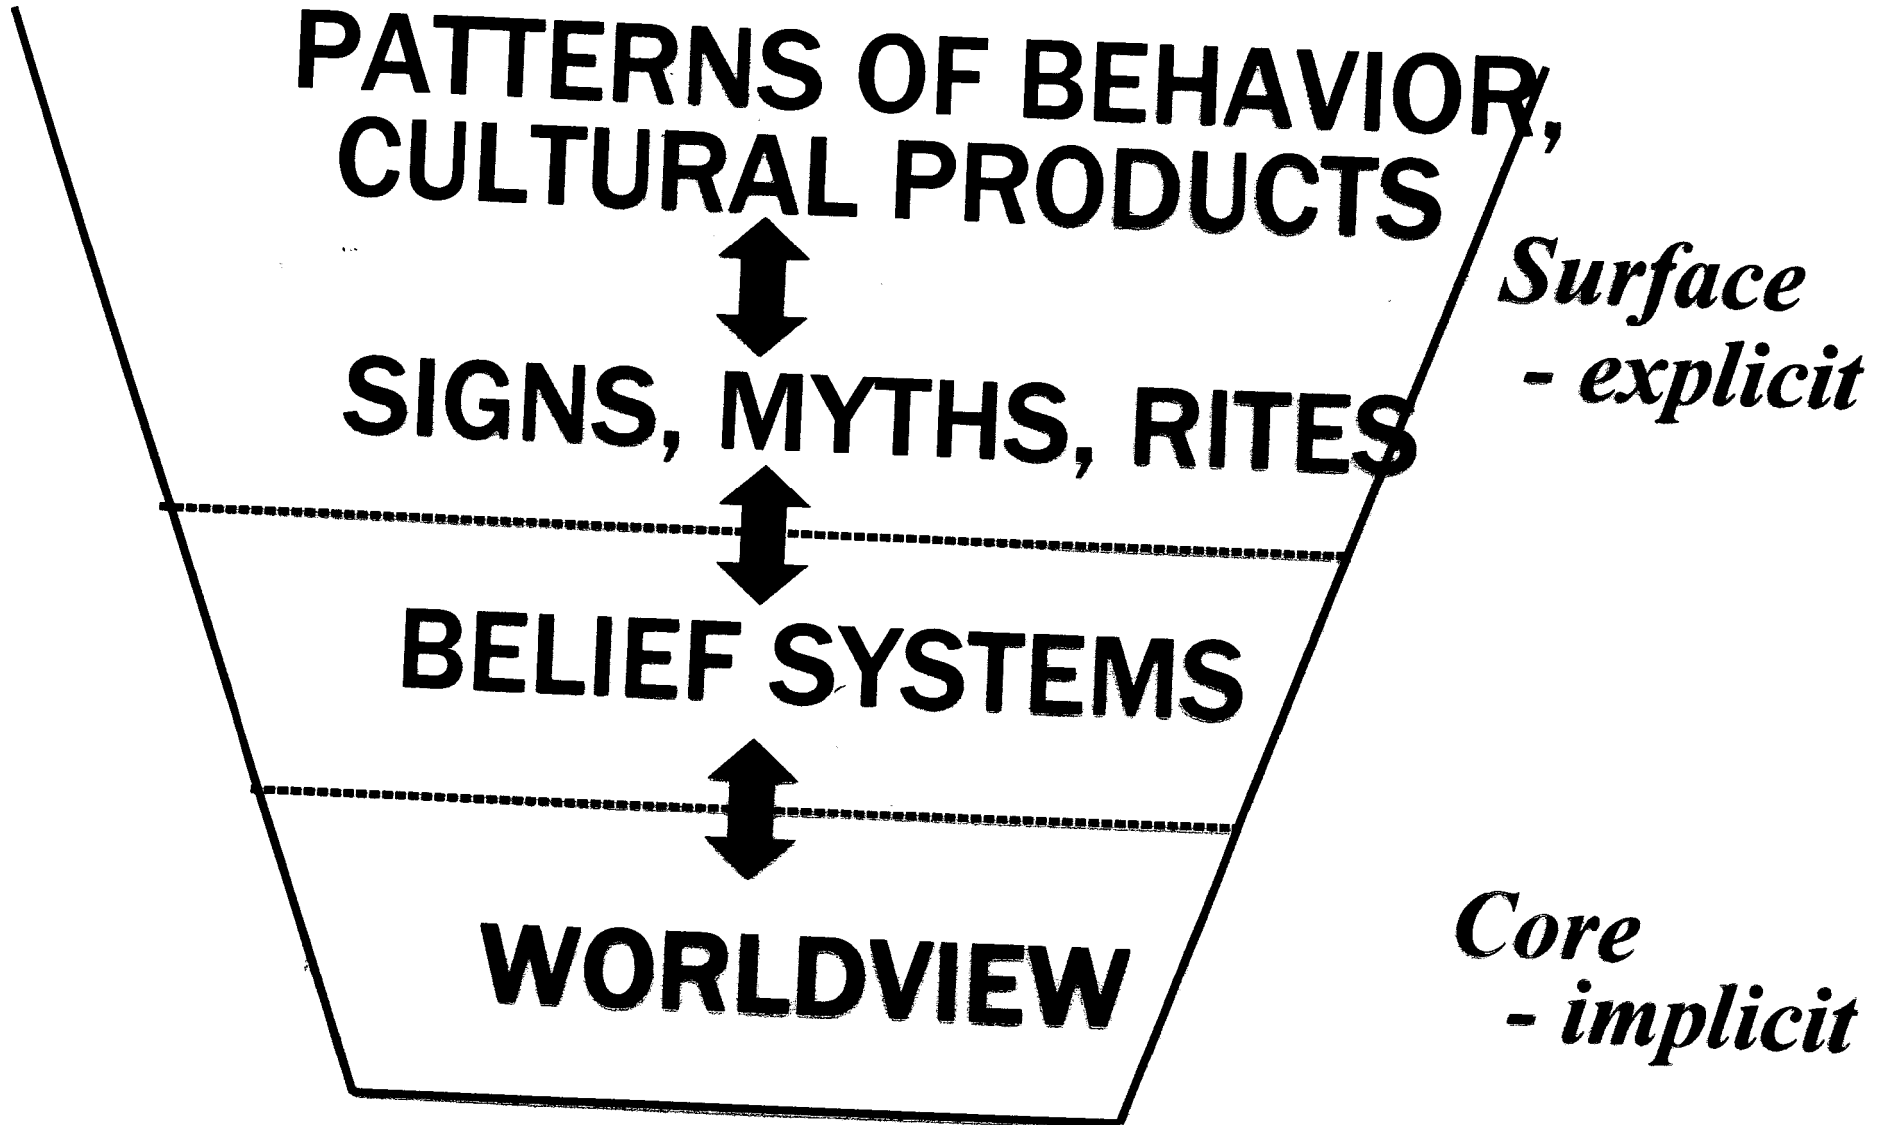 PATTERNS OF BEHAVIOR,
CULTURAL PRODUCTS
Surface
- explicit
SIGNS, MYTHS, RITES
BELIEF SYSTEMS
WORLDVIEW
Core
- implicit